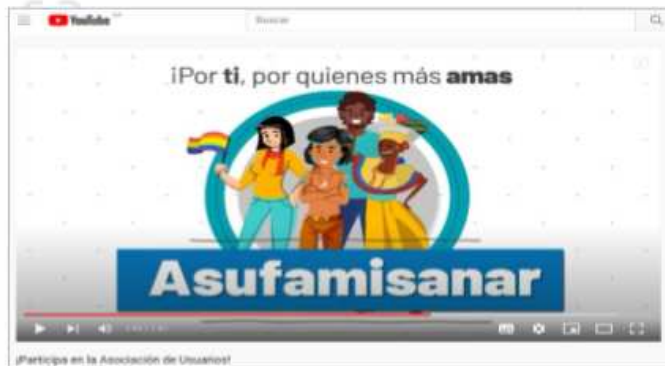 YouTube
Buscar
¡Por ti, por quienes más amas
Asufamisanar
¡Participa en la Asociación de Usuarios!